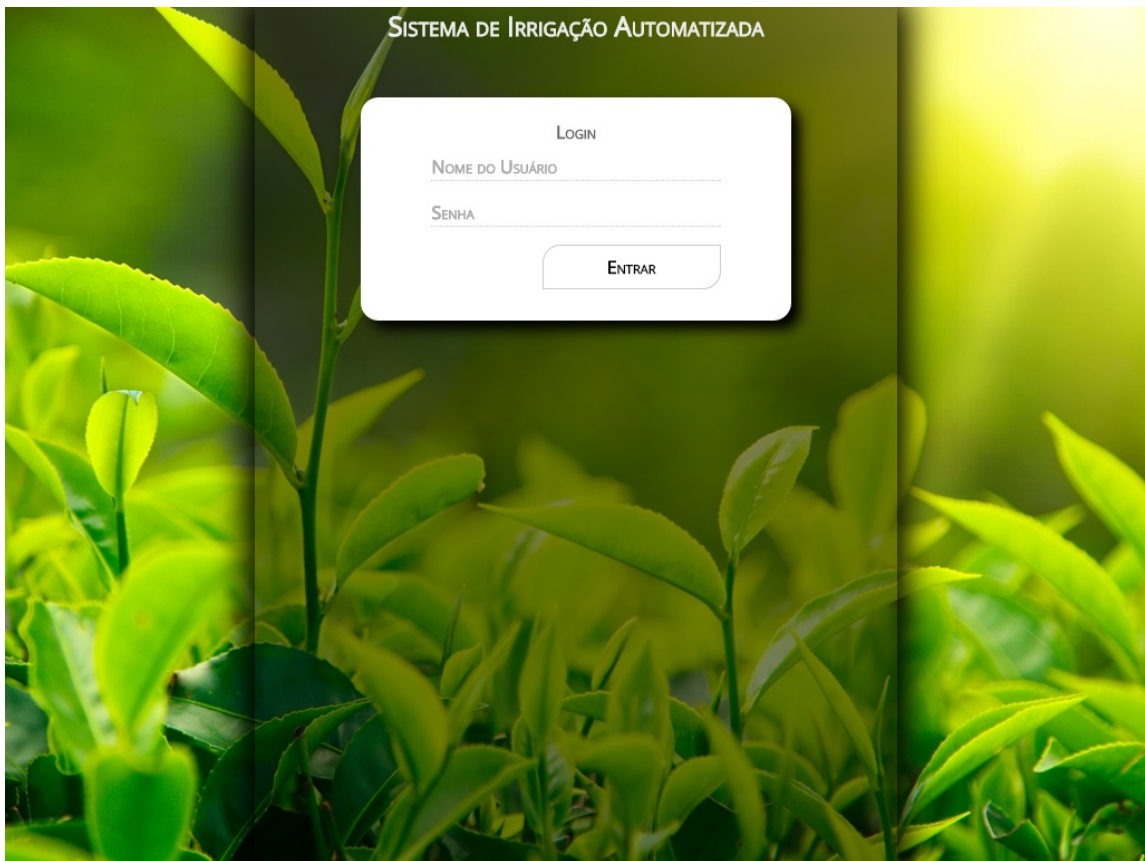 Sistema de Irrigação Automatizada
Login
Nome do Usuário
Senha
Entrar